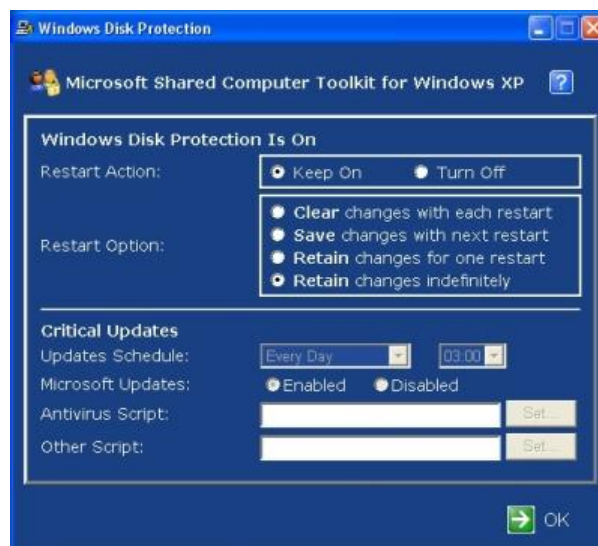 Windows Disk Protection
Microsoft Shared Computer Toolkit for Windows XP ?
Windows Disk Protection Is On
Restart Action: Keep On Turn Off
Restart Option:
Clear changes with each restart
Save changes with next restart
Retain changes for one restart
Retain changes indefinitely
Critical Updates
Updates Schedule: Every Day 03:00
Microsoft Updates: Enabled Disabled
Antivirus Script: Set...
Other Script: Set...
OK